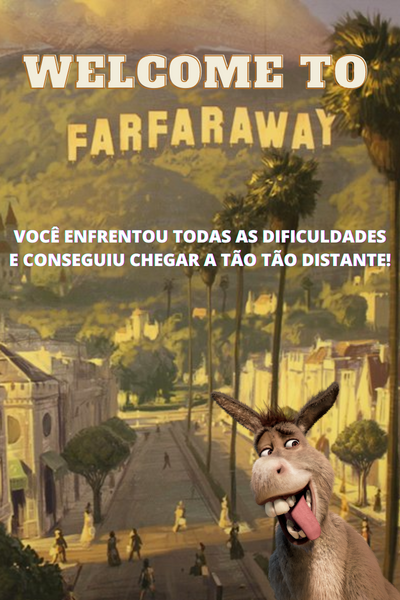 WELCOME TO
FARFARAWAY
VOCÊ ENFRENTOU TODAS AS DIFICULDADES
E CONSEGUIU CHEGAR A TÃO TÃO DISTANTE!